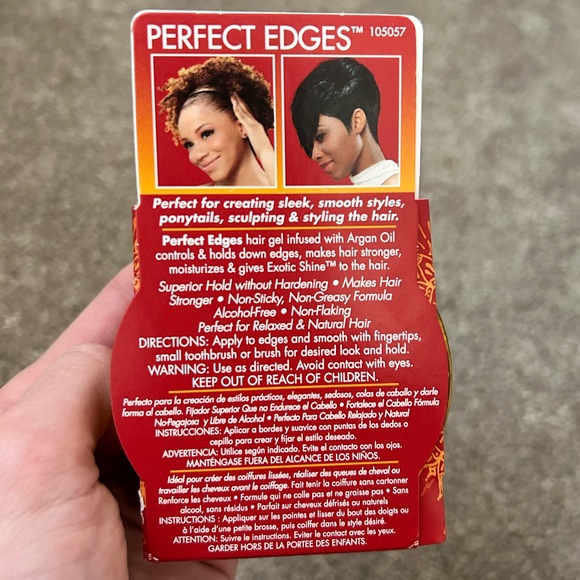 PERFECT EDGES™ 105057
Perfect for creating sleek, smooth styles,
ponytails, sculpting & styling the hair.
Perfect Edges hair gel infused with Argan Oil
controls & holds down edges, makes hair stronger,
moisturizes & gives Exotic Shine™ to the hair.
Superior Hold without Hardening • Makes Hair
Stronger • Non-Sticky, Non-Greasy Formula
Alcohol-Free • Non-Flaking
Perfect for Relaxed & Natural Hair
DIRECTIONS: Apply to edges and smooth with fingertips,
small toothbrush or brush for desired look and hold.
WARNING: Use as directed. Avoid contact with eyes.
KEEP OUT OF REACH OF CHILDREN.
Perfecto para la creación de estilos prácticos, elegantes, sedosos, colas de caballo y darle
forma al cabello. Fijador Superior Que no Endurece el Cabello • Fortalece el Cabello Fórmula
No-Pegajosa y Libre de Alcohol • Perfecto Para Cabello Relajado y Natural
INSTRUCCIONES: Aplicar a bordes y suavice con puntas de los dedos o
cepillo para crear y fijar el estilo deseado.
ADVERTENCIA: Utilice según indicado. Evite el contacto con los ojos.
MANTÉNGASE FUERA DEL ALCANCE DE LOS NIÑOS.
Idéal pour créer des coiffures lissées, réaliser des queues de cheval ou
travailler les cheveux avant le coiffage. Fait tenir la coiffure sans cartonner
Renforce les cheveux • Formule qui ne colle pas et ne graisse pas • Sans
alcool, sans résidus • Parfait sur cheveux défrisés ou naturels
INSTRUCTIONS : Appliquer sur les pointes et lisser du bout des doigts ou
à l'aide d'une petite brosse, puis coiffer dans le style désiré.
ATTENTION: Suivre le instructions. Eviter le contact avec les yeux.
GARDER HORS DE LA PORTEE DES ENFANTS.